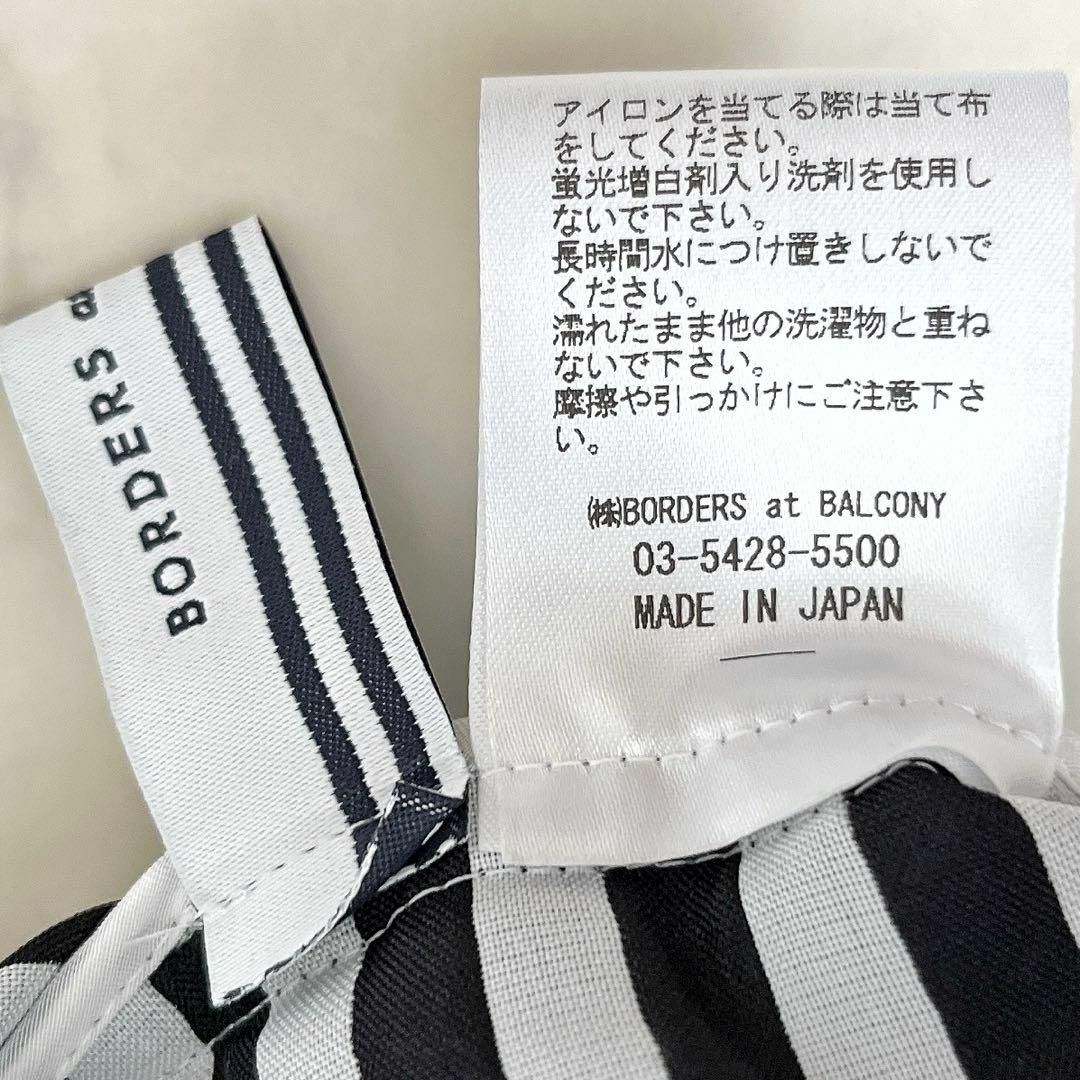 アイロンを当てる際は当て布
をしてください。
蛍光増白剤入り洗剤を使用し
ないで下さい。
長時間水につけ置きしないで
ください。
濡れたまま他の洗濯物と重ね
ないで下さい。
摩擦や引っかけにご注意下さ
い。
㈱BORDERS at BALCONY
03-5428-5500
MADE IN JAPAN
BORDERS